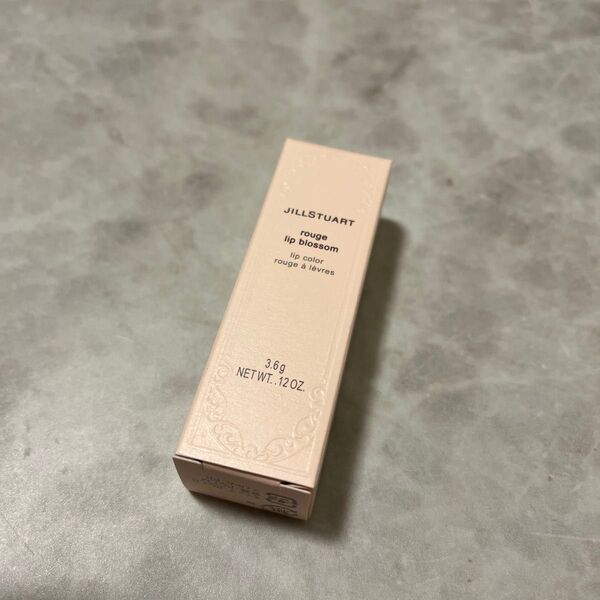 JILLSTUART
rouge
lip blossom
lip color
rouge à lèvres
3.6g
NET WT. .12 OZ.